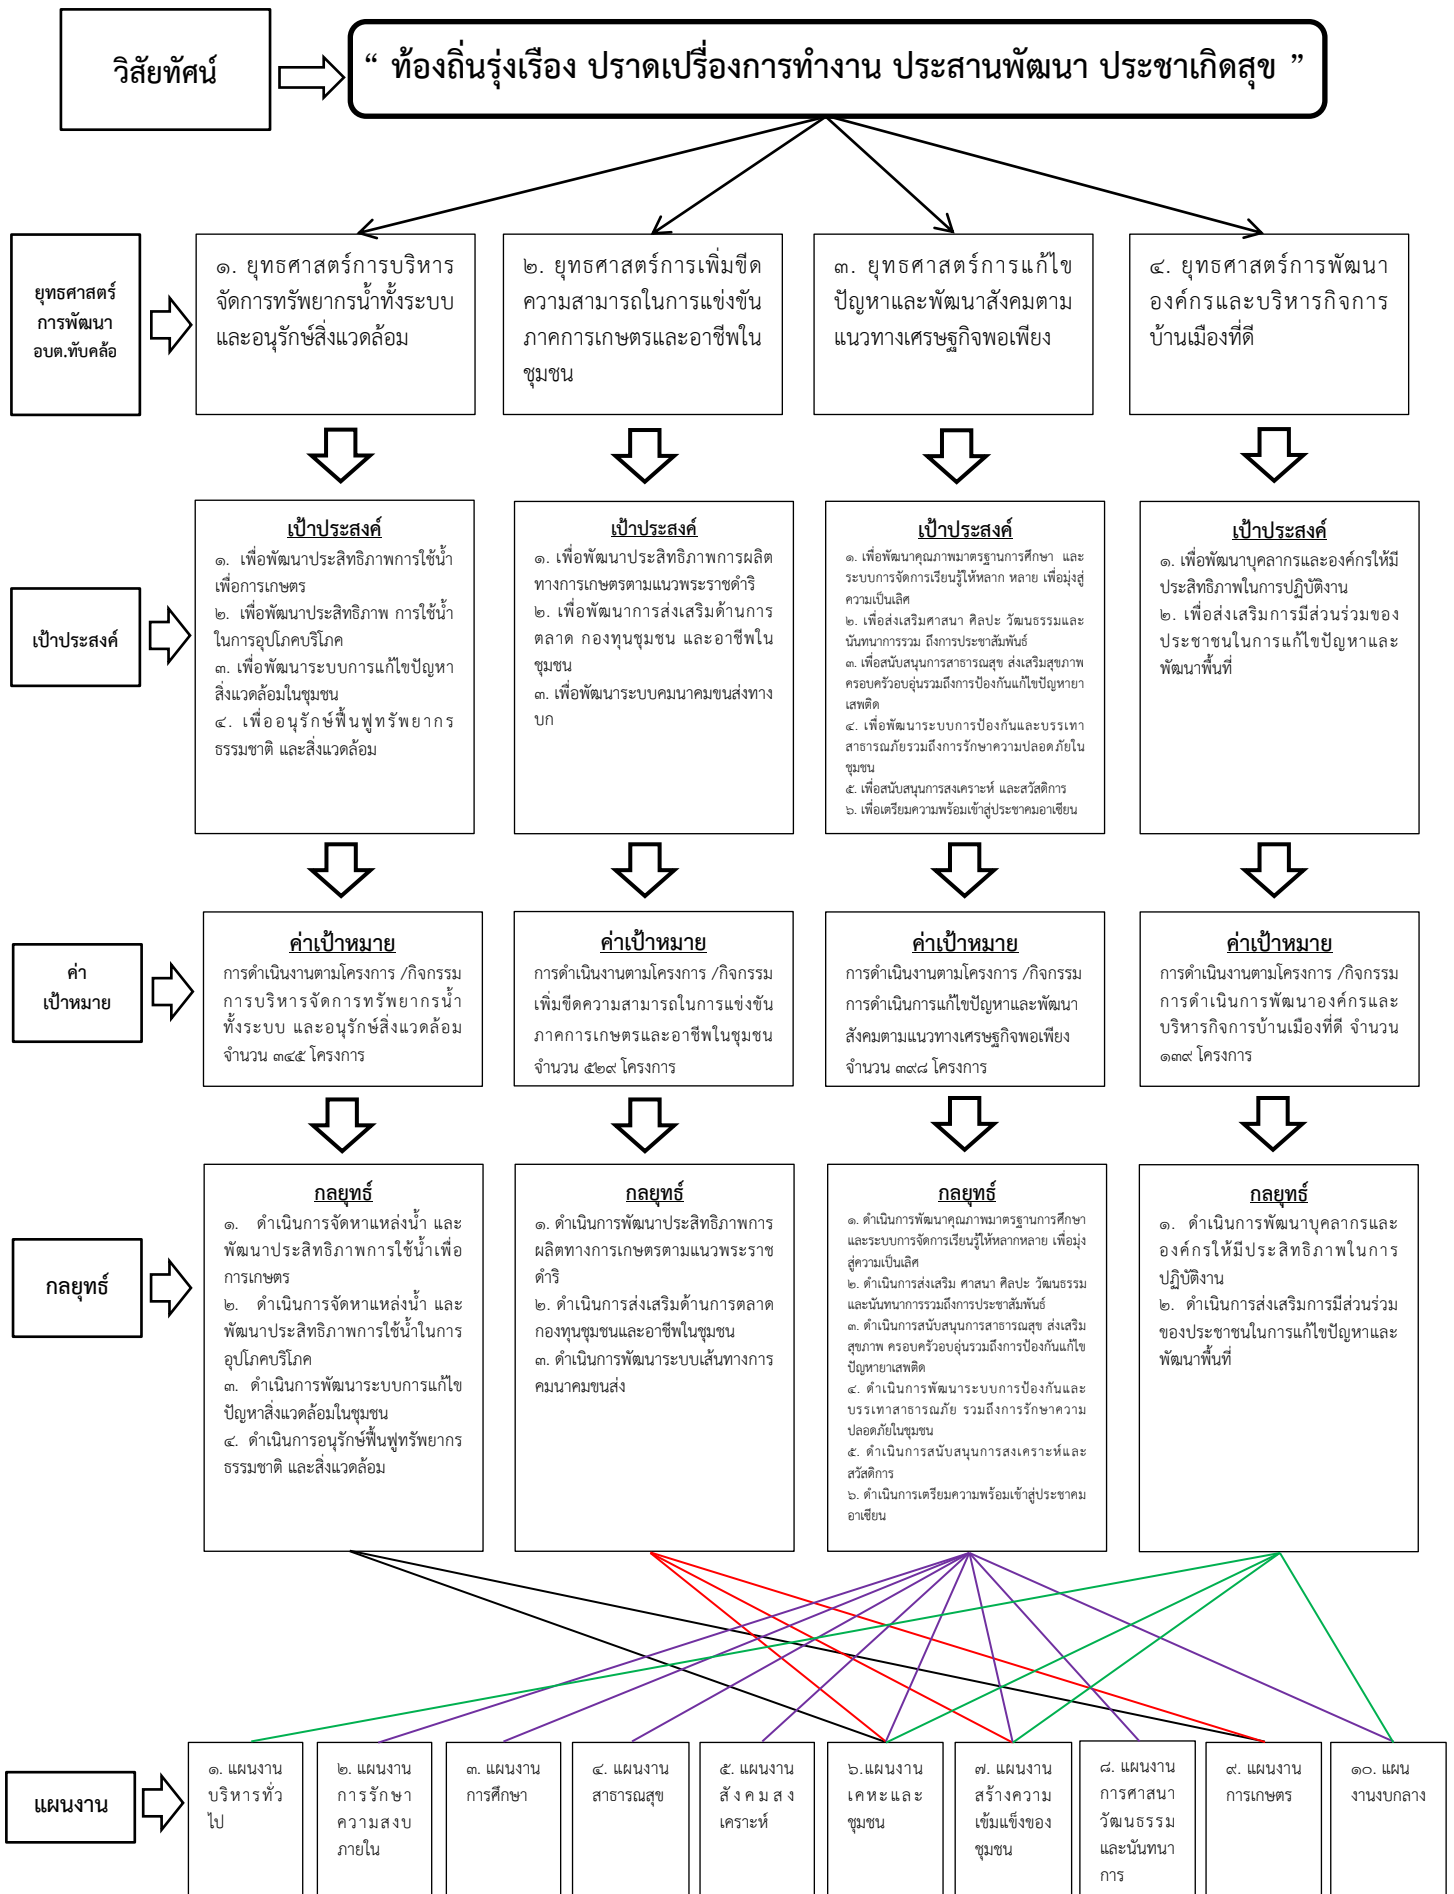 วิสัยทัศน์
“ ท้องถิ่นรุ่งเรือง ปราดเปรื่องการทำงาน ประสานพัฒนา ประชาเกิดสุข ”
ยุทธศาสตร์
การพัฒนา
อบต.ทับคล้อ
๑. ยุทธศาสตร์การบริหาร
จัดการทรัพยากรน้ำทั้งระบบ
และอนุรักษ์สิ่งแวดล้อม
๒. ยุทธศาสตร์การเพิ่มขีด
ความสามารถในการแข่งขัน
ภาคการเกษตรและอาชีพใน
ชุมชน
๓. ยุทธศาสตร์การแก้ไข
ปัญหาและพัฒนาสังคมตาม
แนวทางเศรษฐกิจพอเพียง
๔. ยุทธศาสตร์การพัฒนา
องค์กรและบริหารกิจการ
บ้านเมืองที่ดี
เป้าประสงค์
เป้าประสงค์
๑. เพื่อพัฒนาประสิทธิภาพการใช้น้ำ
เพื่อการเกษตร
๒. เพื่อพัฒนาประสิทธิภาพ การใช้น้ำ
ในการอุปโภคบริโภค
๓. เพื่อพัฒนาระบบการแก้ไขปัญหา
สิ่งแวดล้อมในชุมชน
๔. เพื่ออนุรักษ์ฟื้นฟูทรัพยากร
ธรรมชาติ และสิ่งแวดล้อม
เป้าประสงค์
๑. เพื่อพัฒนาประสิทธิภาพการผลิต
ทางการเกษตรตามแนวพระราชดำริ
๒. เพื่อพัฒนาการส่งเสริมด้านการ
ตลาด กองทุนชุมชน และอาชีพใน
ชุมชน
๓. เพื่อพัฒนาระบบคมนาคมขนส่งทาง
บก
เป้าประสงค์
๑. เพื่อพัฒนาคุณภาพมาตรฐานการศึกษา และ
ระบบการจัดการเรียนรู้ให้หลาก หลาย เพื่อมุ่งสู่
ความเป็นเลิศ
๒. เพื่อส่งเสริมศาสนา ศิลปะ วัฒนธรรมและ
นันทนาการรวม ถึงการประชาสัมพันธ์
๓. เพื่อสนับสนุนการสาธารณสุข ส่งเสริมสุขภาพ
ครอบครัวอบอุ่นรวมถึงการป้องกันแก้ไขปัญหายา
เสพติด
๔. เพื่อพัฒนาระบบการป้องกันและบรรเทา
สาธารณภัยรวมถึงการรักษาความปลอดภัยใน
ชุมชน
๕. เพื่อสนับสนุนการสงเคราะห์ และสวัสดิการ
๖. เพื่อเตรียมความพร้อมเข้าสู่ประชาคมอาเซียน
เป้าประสงค์
๑. เพื่อพัฒนาบุคลากรและองค์กรให้มี
ประสิทธิภาพในการปฏิบัติงาน
๒. เพื่อส่งเสริมการมีส่วนร่วมของ
ประชาชนในการแก้ไขปัญหาและ
พัฒนาพื้นที่
ค่า
เป้าหมาย
ค่าเป้าหมาย
การดำเนินงานตามโครงการ /กิจกรรม
การบริหารจัดการทรัพยากรน้ำ
ทั้งระบบ และอนุรักษ์สิ่งแวดล้อม
จำนวน ๓๔๕ โครงการ
ค่าเป้าหมาย
การดำเนินงานตามโครงการ /กิจกรรม
เพิ่มขีดความสามารถในการแข่งขัน
ภาคการเกษตรและอาชีพในชุมชน
จำนวน ๕๒๙ โครงการ
ค่าเป้าหมาย
การดำเนินงานตามโครงการ /กิจกรรม
การดำเนินการแก้ไขปัญหาและพัฒนา
สังคมตามแนวทางเศรษฐกิจพอเพียง
จำนวน ๓๙๘ โครงการ
ค่าเป้าหมาย
การดำเนินงานตามโครงการ /กิจกรรม
การดำเนินการพัฒนาองค์กรและ
บริหารกิจการบ้านเมืองที่ดี จำนวน
๑๓๙ โครงการ
กลยุทธ์
กลยุทธ์
๑. ดำเนินการจัดหาแหล่งน้ำ และ
พัฒนาประสิทธิภาพการใช้น้ำเพื่อ
การเกษตร
๒. ดำเนินการจัดหาแหล่งน้ำ และ
พัฒนาประสิทธิภาพการใช้น้ำในการ
อุปโภคบริโภค
๓. ดำเนินการพัฒนาระบบการแก้ไข
ปัญหาสิ่งแวดล้อมในชุมชน
๔. ดำเนินการอนุรักษ์ฟื้นฟูทรัพยากร
ธรรมชาติ และสิ่งแวดล้อม
กลยุทธ์
๑. ดำเนินการพัฒนาประสิทธิภาพการ
ผลิตทางการเกษตรตามแนวพระราช
ดำริ
๒. ดำเนินการส่งเสริมด้านการตลาด
กองทุนชุมชนและอาชีพในชุมชน
๓. ดำเนินการพัฒนาระบบเส้นทางการ
คมนาคมขนส่ง
กลยุทธ์
๑. ดำเนินการพัฒนาคุณภาพมาตรฐานการศึกษา
และระบบการจัดการเรียนรู้ให้หลากหลาย เพื่อมุ่ง
สู่ความเป็นเลิศ
๒. ดำเนินการส่งเสริม ศาสนา ศิลปะ วัฒนธรรม
และนันทนาการรวมถึงการประชาสัมพันธ์
๓. ดำเนินการสนับสนุนการสาธารณสุข ส่งเสริม
สุขภาพ ครอบครัวอบอุ่นรวมถึงการป้องกันแก้ไข
ปัญหายาเสพติด
๔. ดำเนินการพัฒนาระบบการป้องกันและ
บรรเทาสาธารณภัย รวมถึงการรักษาความ
ปลอดภัยในชุมชน
๕. ดำเนินการสนับสนุนการสงเคราะห์และ
สวัสดิการ
๖. ดำเนินการเตรียมความพร้อมเข้าสู่ประชาคม
อาเซียน
กลยุทธ์
๑. ดำเนินการพัฒนาบุคลากรและ
องค์กรให้มีประสิทธิภาพในการ
ปฏิบัติงาน
๒. ดำเนินการส่งเสริมการมีส่วนร่วม
ของประชาชนในการแก้ไขปัญหาและ
พัฒนาพื้นที่
แผนงาน
๑. แผนงาน
บริหารทั่ว
ไป
๒. แผนงาน
การรักษา
ความสงบ
ภายใน
๓. แผนงาน
การศึกษา
๔. แผนงาน
สาธารณสุข
๕. แผนงาน
สังคมสง
เคราะห์
๖.แผนงาน
เคหะและ
ชุมชน
๗. แผนงาน
สร้างความ
เข้มแข็งของ
ชุมชน
๘. แผนงาน
การศาสนา
วัฒนธรรม
และนันทนา
การ
๙. แผนงาน
การเกษตร
๑๐. แผน
งานงบกลาง